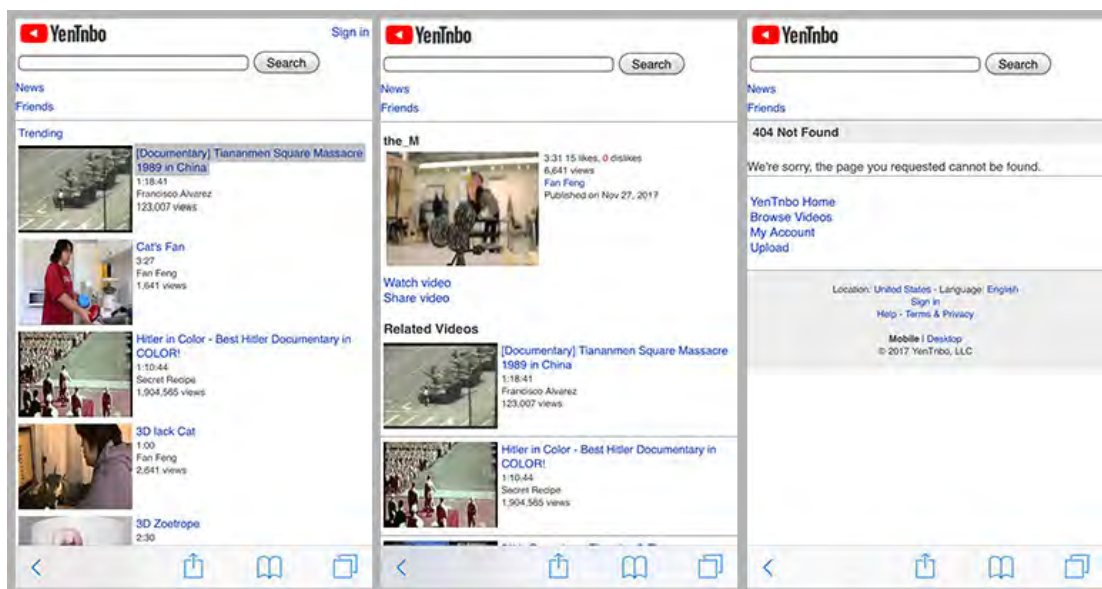 YenTnbo
Sign in
Search
News
Friends
Trending
[Documentary] Tiananmen Square Massacre
1989 in China
1:18:41
Francisco Alvarez
123,007 views
Cat's Fan
3:27
Fan Feng
1,641 views
Hitler in Color - Best Hitler Documentary in
COLOR!
1:10:44
Secret Recipe
1,904,565 views
3D lack Cat
1:00
Fan Feng
2,641 views
3D Zoetrope
2:30
YenTnbo
Search
News
Friends
the_M
3:31 15 likes, 0 dislikes
6,641 views
Fan Feng
Published on Nov 27, 2017
Watch video
Share video
Related Videos
[Documentary] Tiananmen Square Massacre
1989 in China
1:18:41
Francisco Alvarez
123,007 views
Hitler in Color - Best Hitler Documentary in
COLOR!
1:10:44
Secret Recipe
1,904,565 views
YenTnbo
Search
News
Friends
404 Not Found
We're sorry, the page you requested cannot be found.
YenTnbo Home
Browse Videos
My Account
Upload
Location: United States - Language: English
Sign in
Help - Terms & Privacy
Mobile | Desktop
© 2017 YenTnbo, LLC